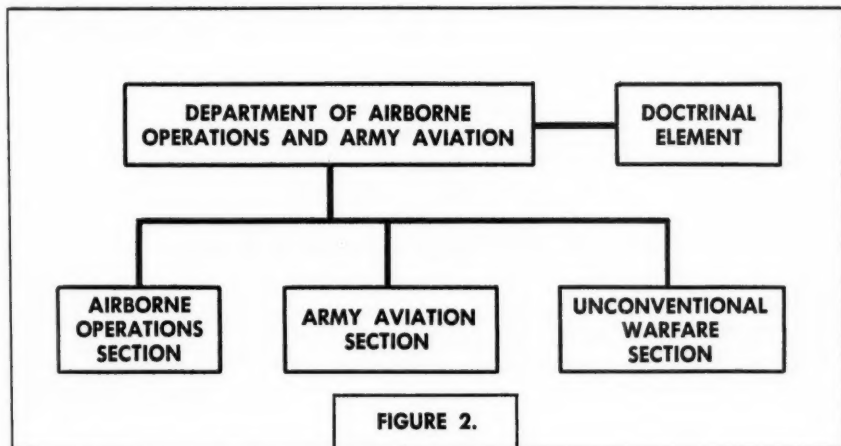 DEPARTMENT OF AIRBORNE
OPERATIONS AND ARMY AVIATION
DOCTRINAL
ELEMENT
AIRBORNE
OPERATIONS
SECTION
ARMY AVIATION
SECTION
UNCONVENTIONAL
WARFARE
SECTION
FIGURE 2.